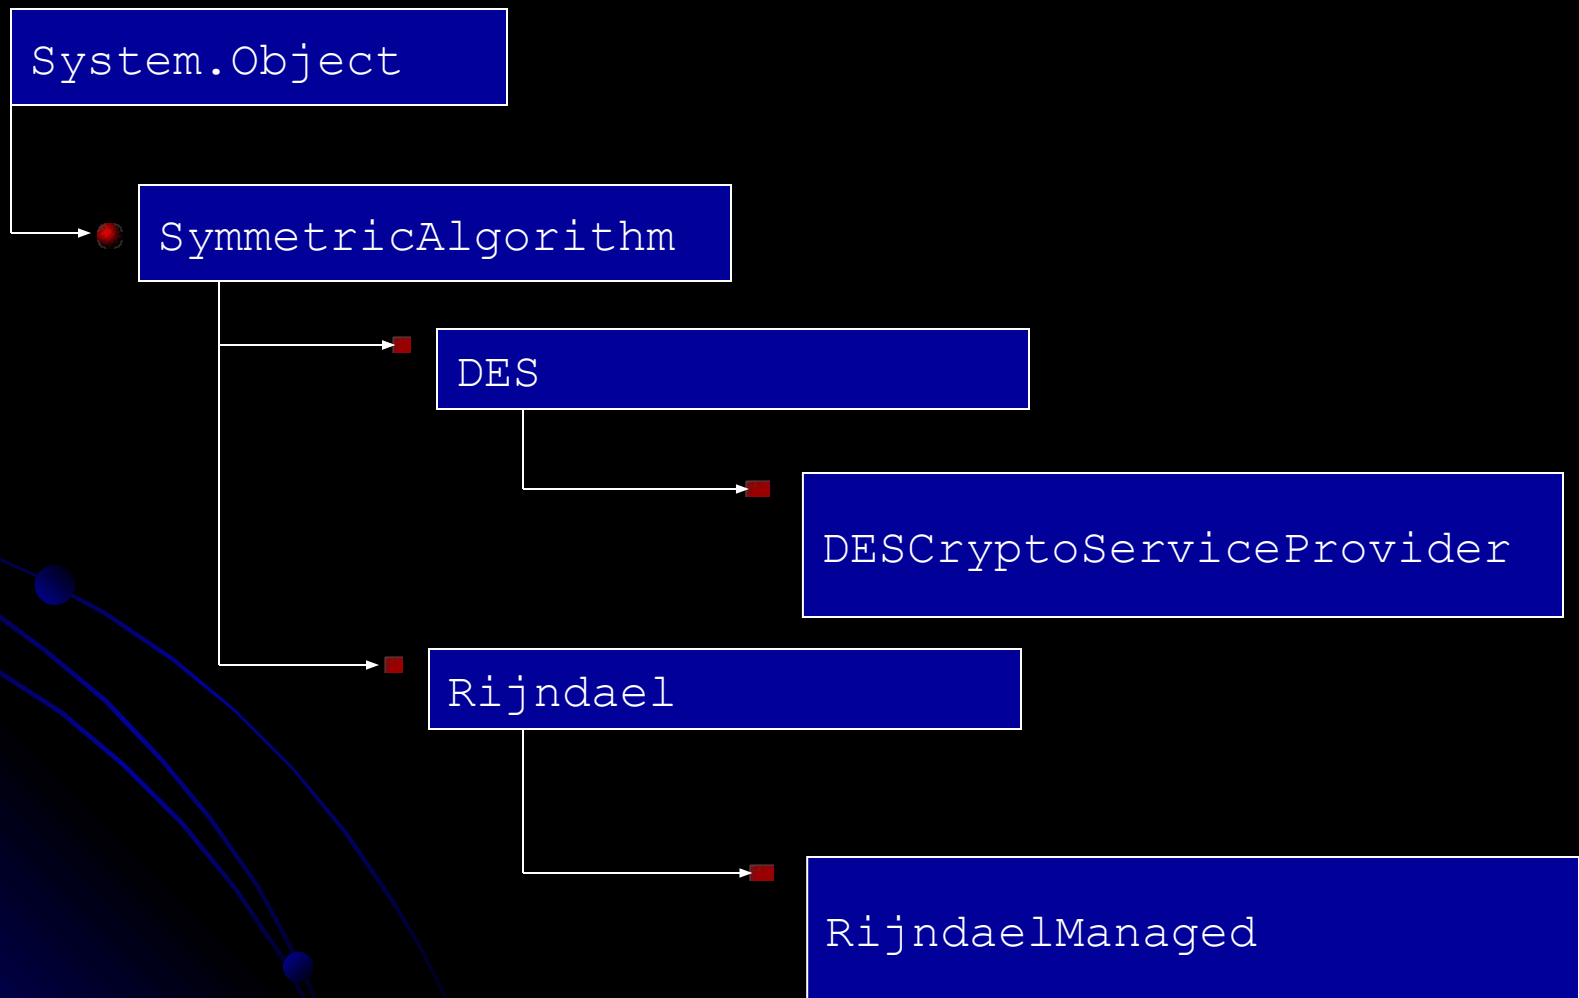 System.Object
SymmetricAlgorithm
DES
DESCryptoServiceProvider
Rijndael
RijndaelManaged